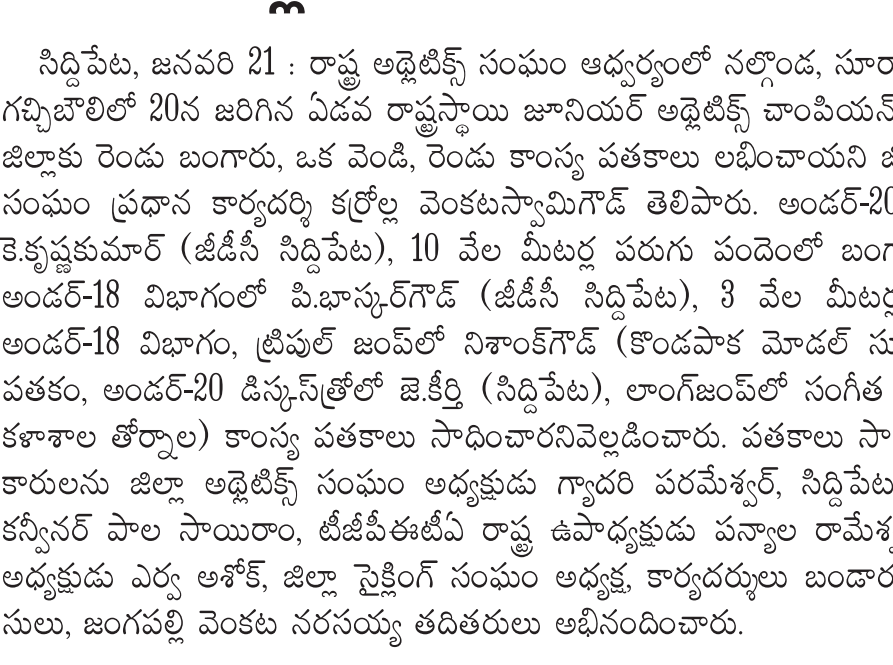 సిద్దిపేట, జనవరి 21 : రాష్ట్ర అథ్లెటిక్స్ సంఘం ఆధ్వర్యంలో నల్గొండ, సూరా
గచ్చిబౌలిలో 20న జరిగిన ఏడవ రాష్ట్రస్థాయి జూనియర్ అథ్లెటిక్స్ చాంపియన్
జిల్లాకు రెండు బంగారు, ఒక వెండి, రెండు కాంస్య పతకాలు లభించాయని
సంఘం ప్రధాన కార్యదర్శి కర్రోల్ల వెంకటస్వామిగౌడ్ తెలిపారు. అండర్-20
కె.కృష్ణకుమార్ (జీడీసీ సిద్దిపేట), 10 వేల మీటర్ల పరుగు పందెంలో బంగా
అండర్-18 విభాగంలో పి.భాస్కర్‌గౌడ్ (జీడీసీ సిద్దిపేట), 3 వేల మీటర్ల
అండర్-18 విభాగం, ట్రిపుల్ జంప్‌లో నిశాంక్‌గౌడ్ (కొండపాక మోడల్ సు
పతకం, అండర్-20 డిస్కస్‌త్రోలో జె.కీర్తి (సిద్దిపేట), లాంగ్‌జంప్‌లో సంగీత
కళాశాల తోర్నాల) కాంస్య పతకాలు సాధించారనివెల్లడించారు. పతకాలు సా
కారులను జిల్లా అథ్లెటిక్స్ సంఘం అధ్యక్షుడు గ్యాదరి పరమేశ్వర్, సిద్దిపేట
కన్వీనర్ పాల సాయిరాం, టీజీపీఈటీఏ రాష్ట్ర ఉపాధ్యక్షుడు పన్యాల రామేశ్వ
అధ్యక్షుడు ఎర్వ అశోక్, జిల్లా సైక్లింగ్ సంఘం అధ్యక్ష, కార్యదర్శులు బండార
సులు, జంగపల్లి వెంకట నరసయ్య తదితరులు అభినందించారు.